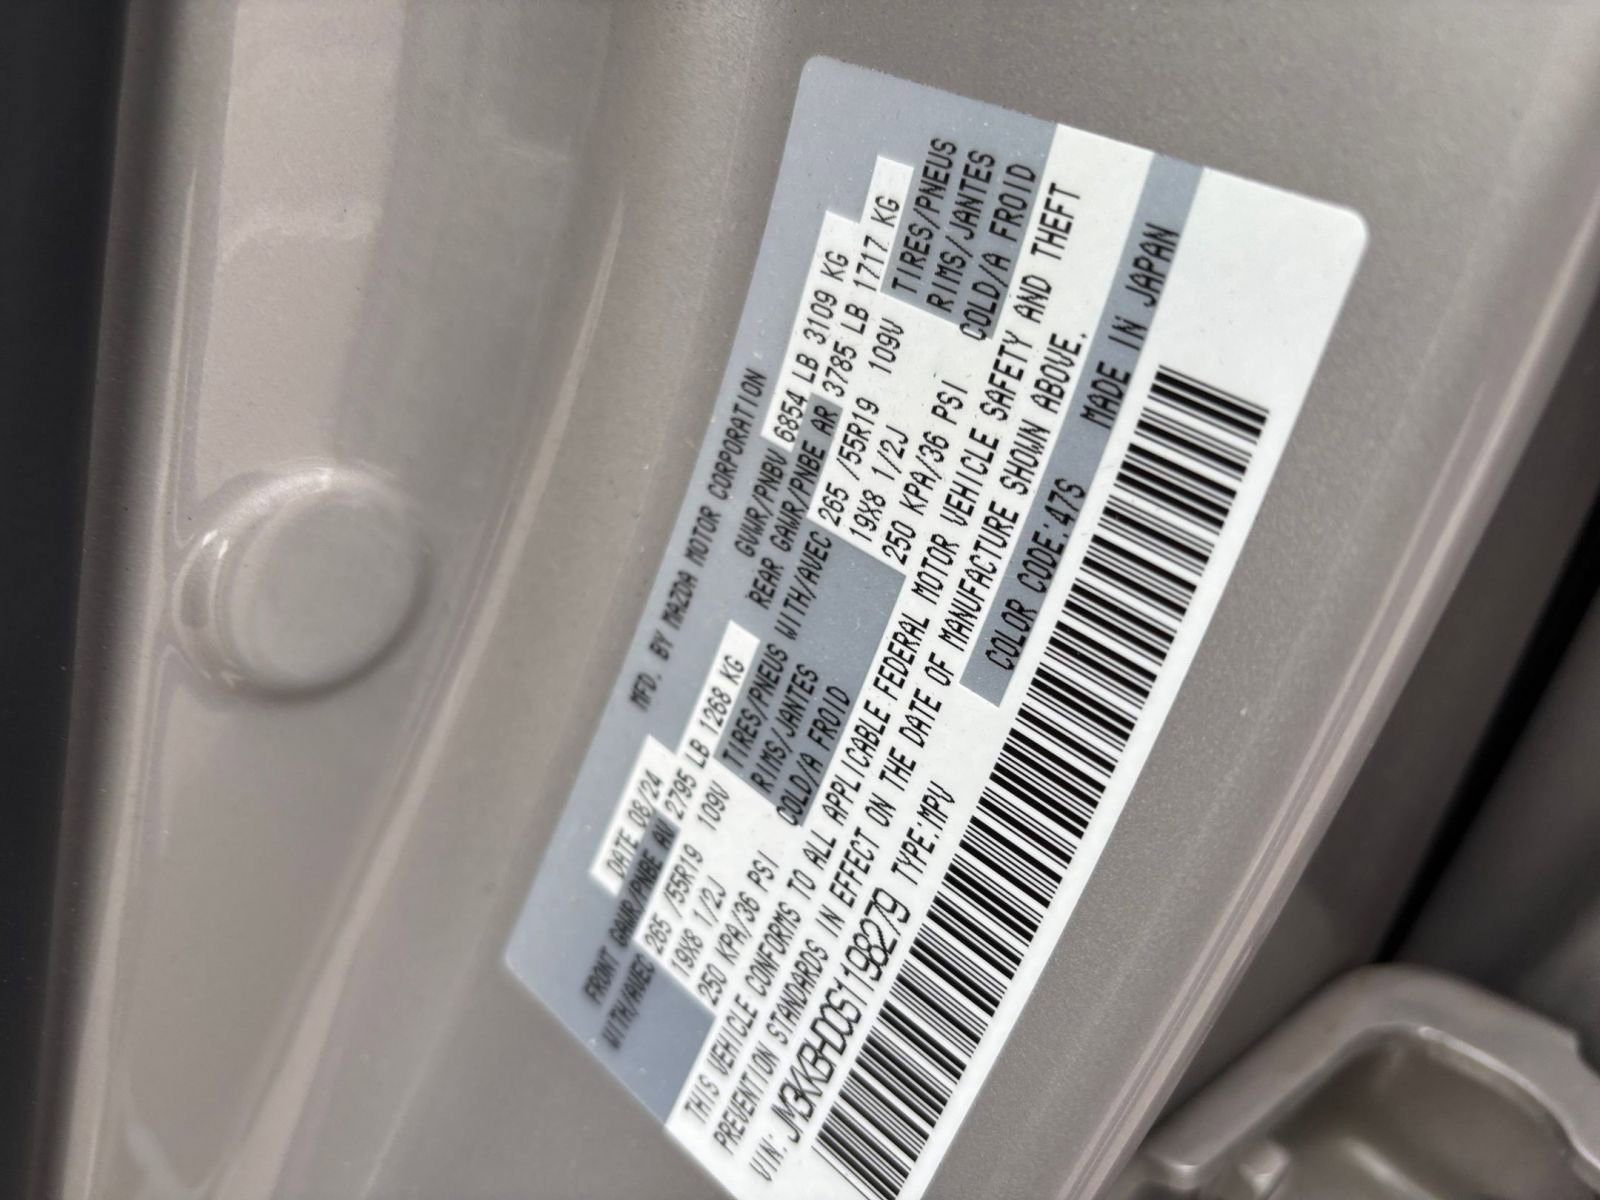 MFD. BY MAZDA MOTOR CORPORATION
DATE 08/24 GVWR/PNBV 6854 LB 3109 KG
FRONT GAWR/PNBE AV 2795 LB 1268 KG REAR GAWR/PNBE AR 3785 LB 1717 KG
WITH/AVEC 265 /55R19 109V TIRES/PNEUS WITH/AVEC 265 /55R19 109V TIRES/PNEUS
19X8 1/2J RIMS/JANTES 19X8 1/2J RIMS/JANTES
250 KPA/36 PSI COLD/A FROID 250 KPA/36 PSI COLD/A FROID
THIS VEHICLE CONFORMS TO ALL APPLICABLE FEDERAL MOTOR VEHICLE SAFETY AND THEFT
PREVENTION STANDARDS IN EFFECT ON THE DATE OF MANUFACTURE SHOWN ABOVE.
VIN: JM3KKBHD0S1198279 TYPE:MPV COLOR CODE:47S MADE IN JAPAN